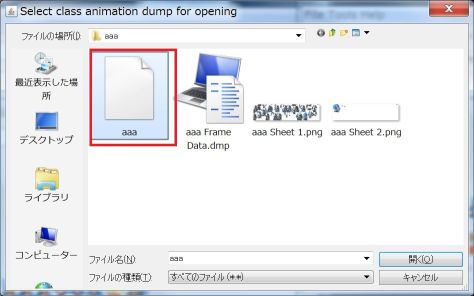 Select class animation dump for opening
File Tools Help
ファイルの場所(I):
aaa
最近表示した場
所
デスクトップ
ライブラリ
コンピューター
aaa
aaa Frame
Data.dmp
aaa Sheet 1.png
aaa Sheet 2.png
ファイル名(N):
aaa
開く(O)
ファイルの種類(T):
すべてのファイル (*.*)
キャンセル